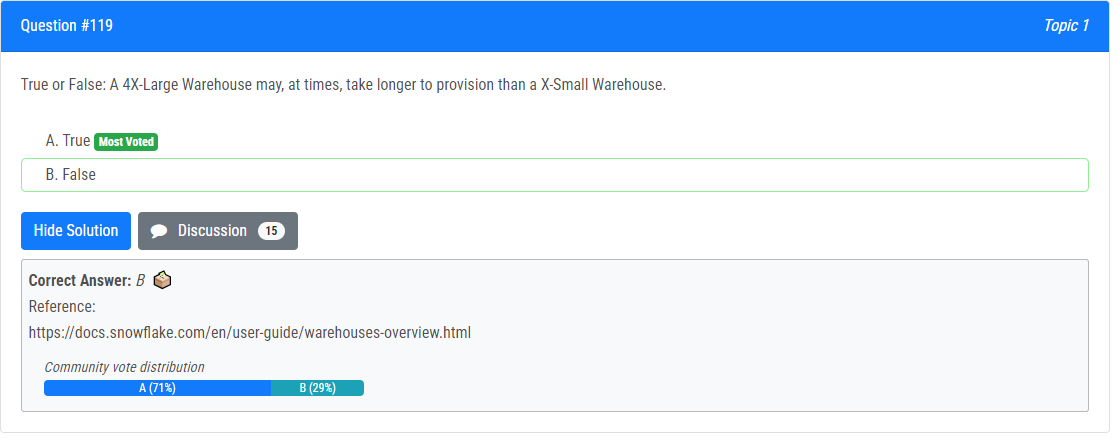 Question #119
Topic 1
True or False: A 4X-Large Warehouse may, at times, take longer to provision than a X-Small Warehouse.
A. True Most Voted
B. False
Hide Solution
Discussion 15
Correct Answer: B
Reference:
https://docs.snowflake.com/en/user-guide/warehouses-overview.html
Community vote distribution
A (71%)
B (29%)